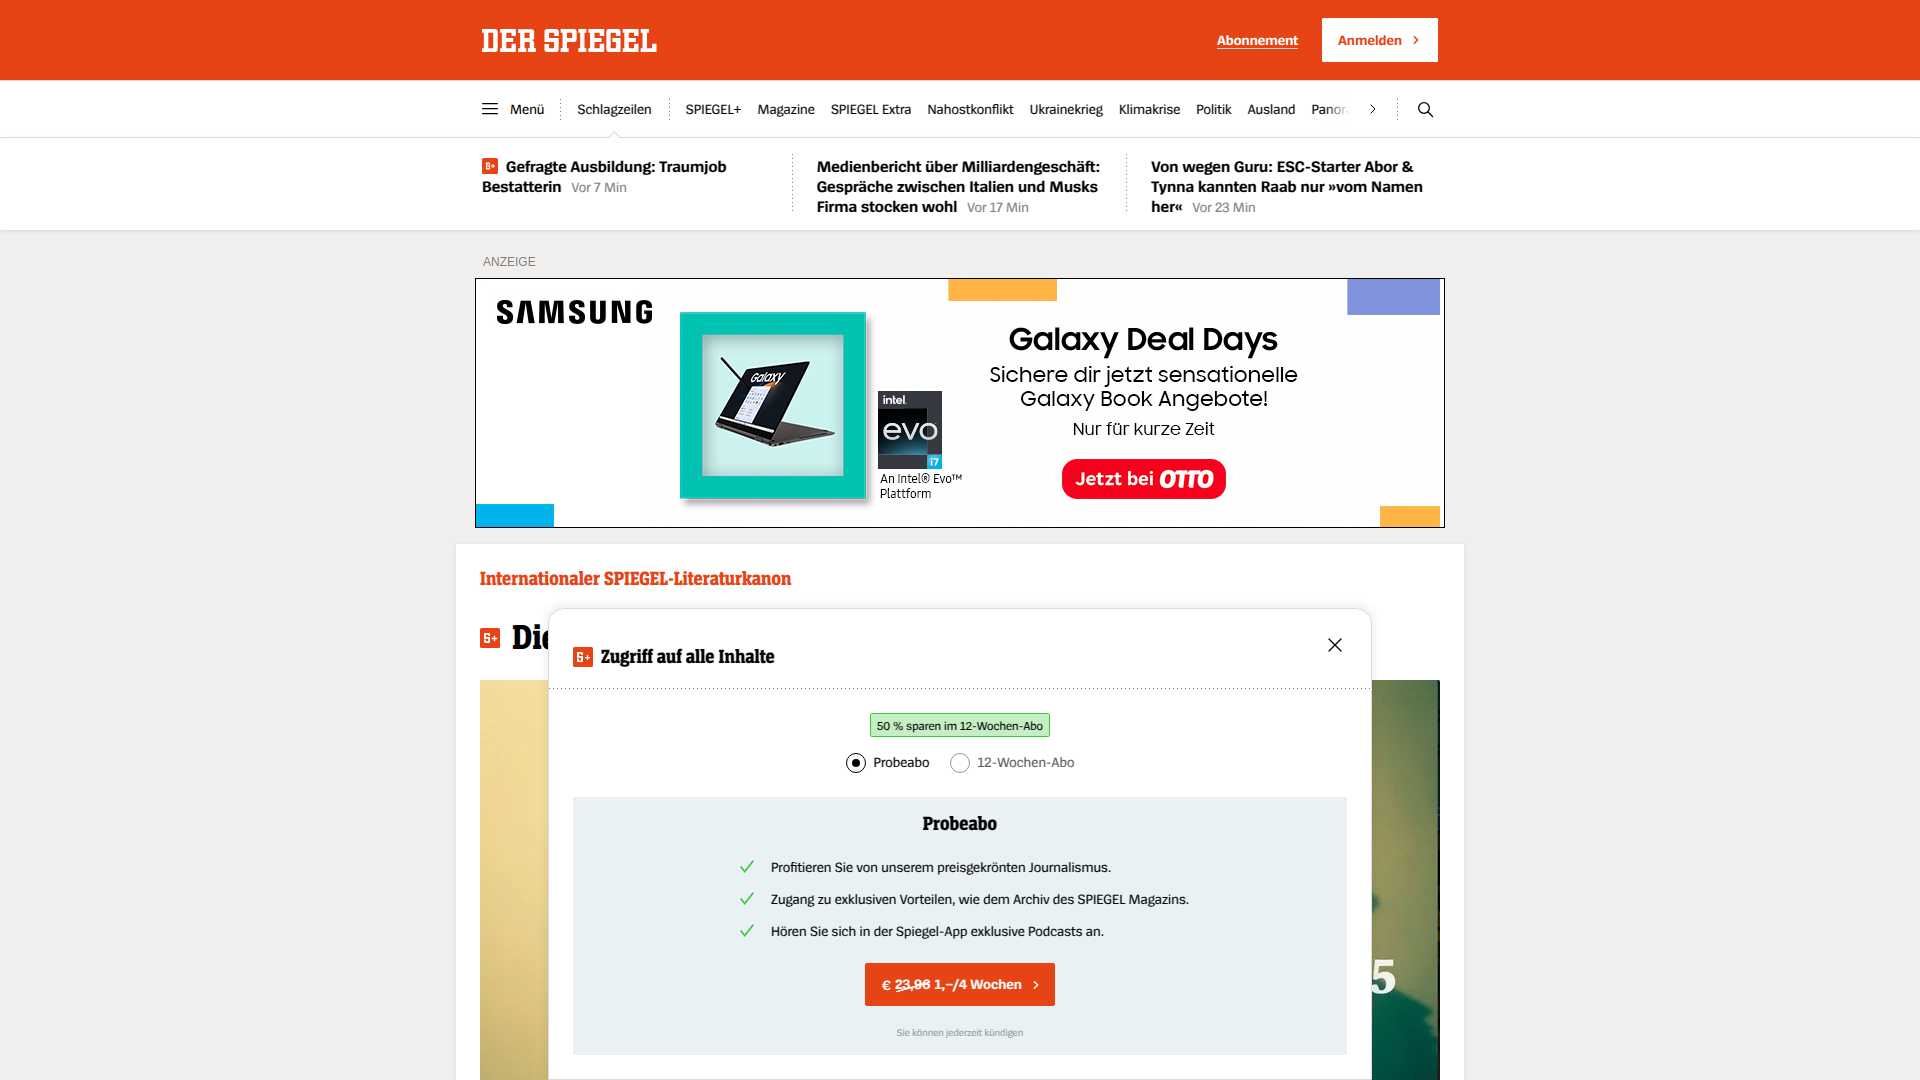 DER SPIEGEL
Abonnement
Anmelden
Menü
Schlagzeilen
SPIEGEL+
Magazine
SPIEGEL Extra
Nahostkonflikt
Ukrainekrieg
Klimakrise
Politik
Ausland
Gefragte Ausbildung: Traumjob
Bestatterin Vor 7 Min
Medienbericht über Milliardengeschäft:
Gespräche zwischen Italien und Musks
Firma stocken wohl Vor 17 Min
Von wegen Guru: ESC-Starter Abor &
Tynna kannten Raab nur »vom Namen
her« Vor 23 Min
ANZEIGE
SAMSUNG
Galaxy
intel.
evo
i7
An Intel® Evo™
Plattform
Galaxy Deal Days
Sichere dir jetzt sensationelle
Galaxy Book Angebote!
Nur für kurze Zeit
Jetzt bei OTTO
Internationaler SPIEGEL-Literaturkanon
Die
Zugriff auf alle Inhalte
50 % sparen im 12-Wochen-Abo
Probeabo
12-Wochen-Abo
Probeabo
Profitieren Sie von unserem preisgekrönten Journalismus.
Zugang zu exklusiven Vorteilen, wie dem Archiv des SPIEGEL Magazins.
Hören Sie sich in der Spiegel-App exklusive Podcasts an.
5
€ 23,96 1,–/4 Wochen
Sie können jederzeit kündigen